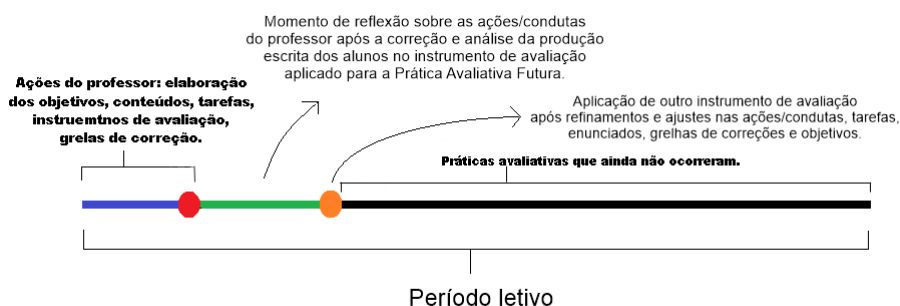 Momento de reflexão sobre as ações/condutas
do professor após a correção e análise da produção
escrita dos alunos no instrumento de avaliação
aplicado para a Prática Avaliativa Futura.
Ações do professor: elaboração
dos objetivos, conteúdos, tarefas,
instruemtnos de avaliação,
grelas de correção.
Aplicação de outro instrumento de avaliação
após refinamentos e ajustes nas ações/condutas, tarefas,
enunciados, grelhas de correções e objetivos.
Práticas avaliativas que ainda não ocorreram.
Período letivo